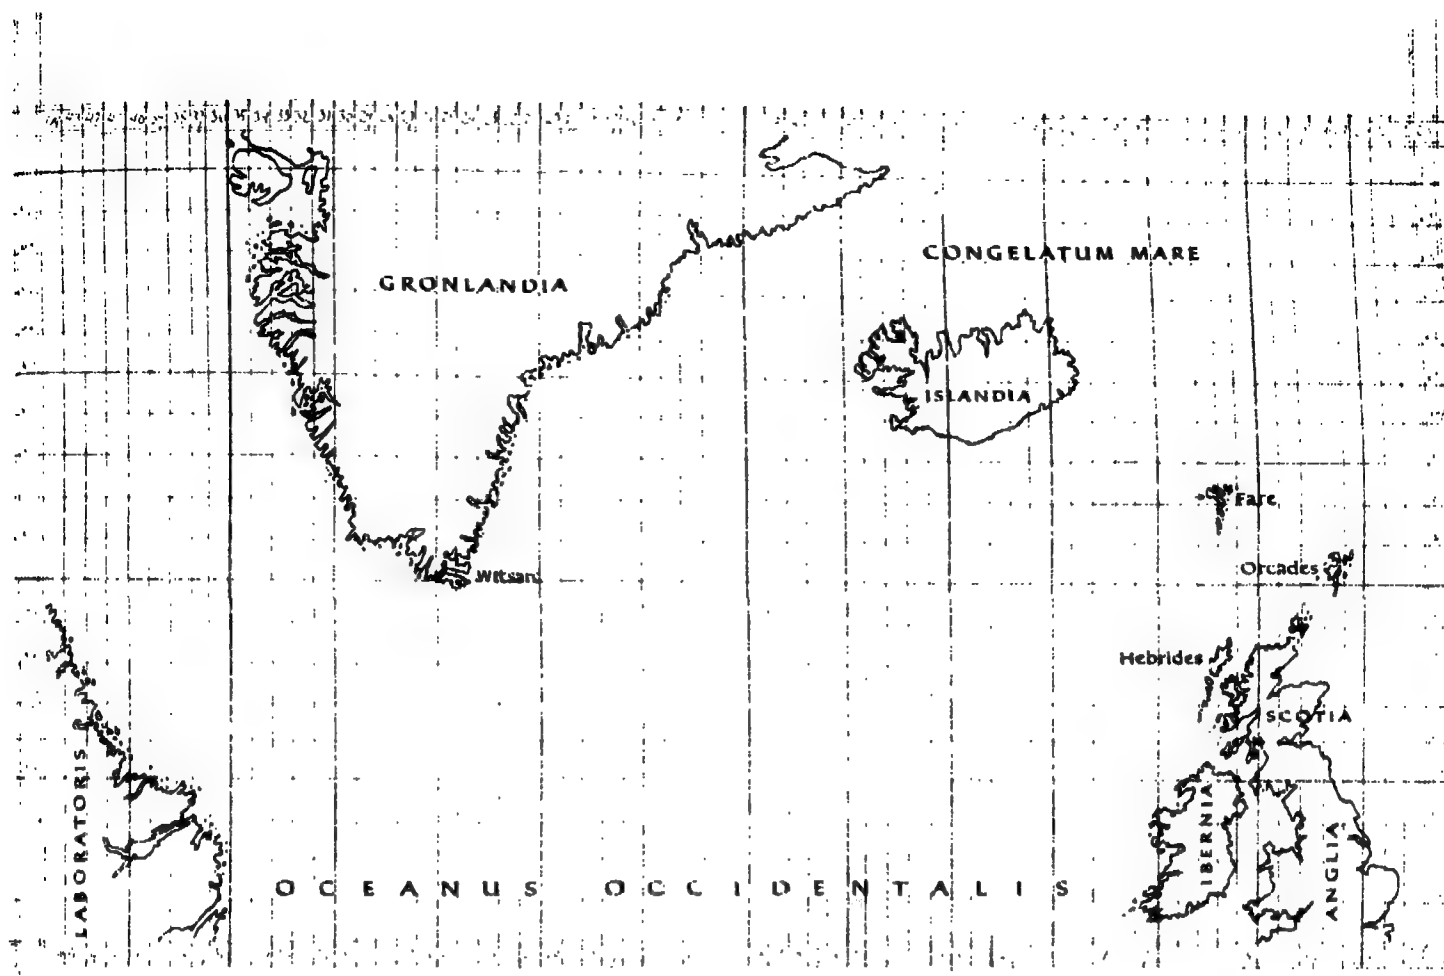 CONGELATUM MARE
GRONLANDIA
ISLANDIA
Fare
Orcades
Witsan
Hebrides
SCOTIA
LABORATORIS
IBERNIA
ANGLIA
OCEANUS OCCIDENTALIS